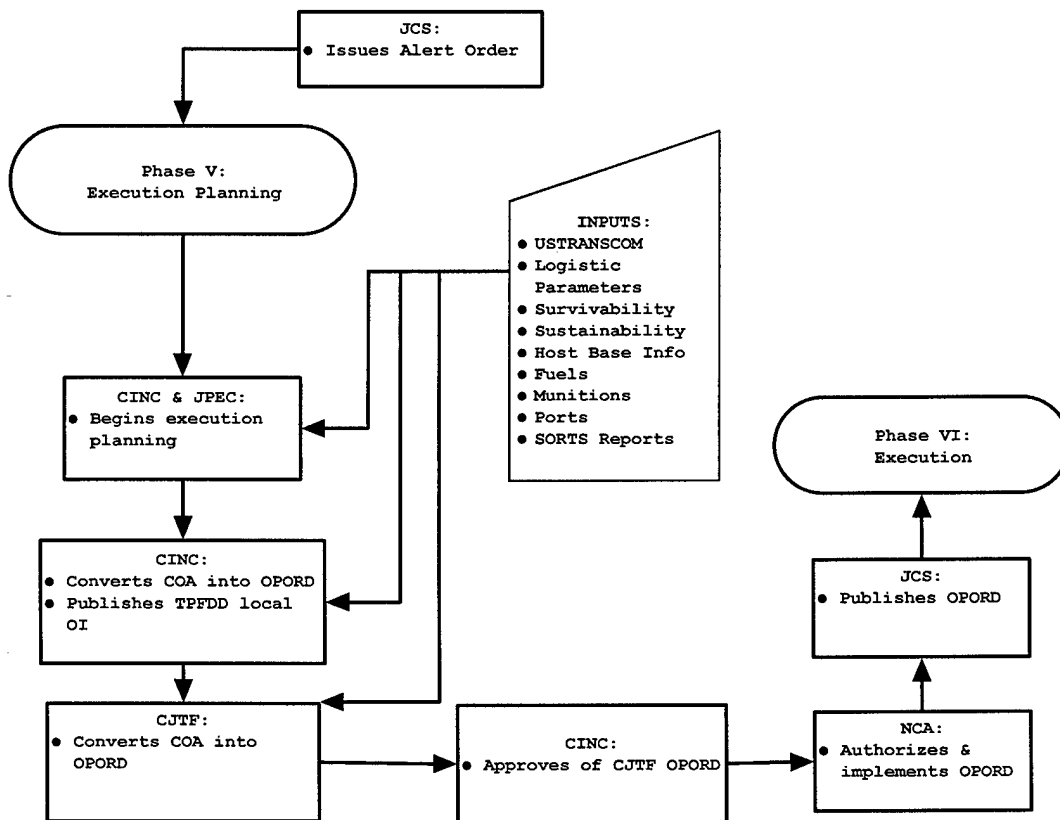 JCS:
● Issues Alert Order
Phase V:
Execution Planning
INPUTS:
● USTRANSCOM
● Logistic
Parameters
● Survivability
● Sustainability
● Host Base Info
● Fuels
● Munitions
● Ports
● SORTS Reports
CINC & JPEC:
● Begins execution
planning
CINC:
● Converts COA into OPORD
● Publishes TPFDD local
OI
CJTF:
● Converts COA into
OPORD
CINC:
● Approves of CJTF OPORD
NCA:
● Authorizes &
implements OPORD
JCS:
● Publishes OPORD
Phase VI:
Execution